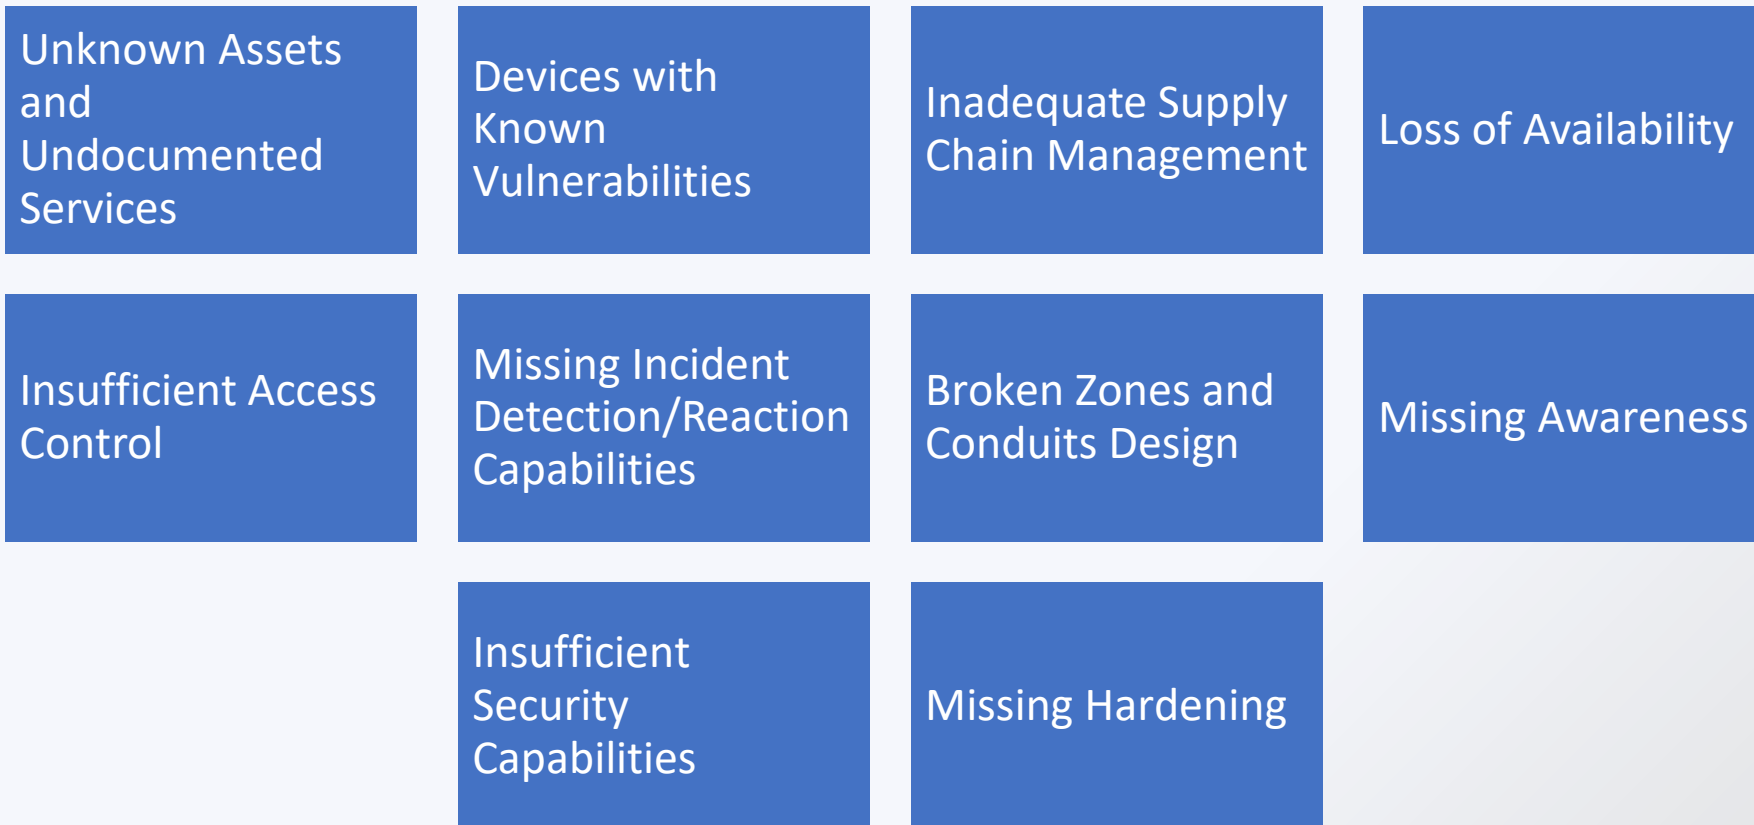 Unknown Assets
and
Undocumented
Services
Devices with
Known
Vulnerabilities
Inadequate Supply
Chain Management
Loss of Availability
Insufficient Access
Control
Missing Incident
Detection/Reaction
Capabilities
Broken Zones and
Conduits Design
Missing Awareness
Insufficient
Security
Capabilities
Missing Hardening